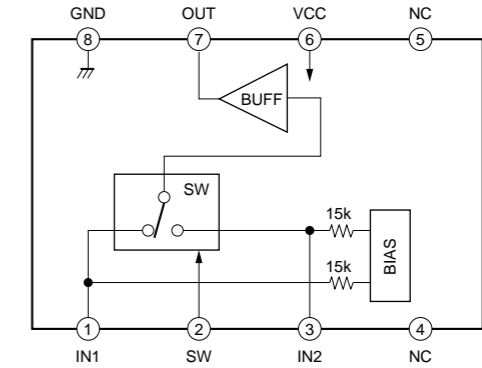 GND OUT VCC NC
8 7 6 5
BUFF
SW
15k
15k
BIAS
1 2 3 4
IN1 SW IN2 NC